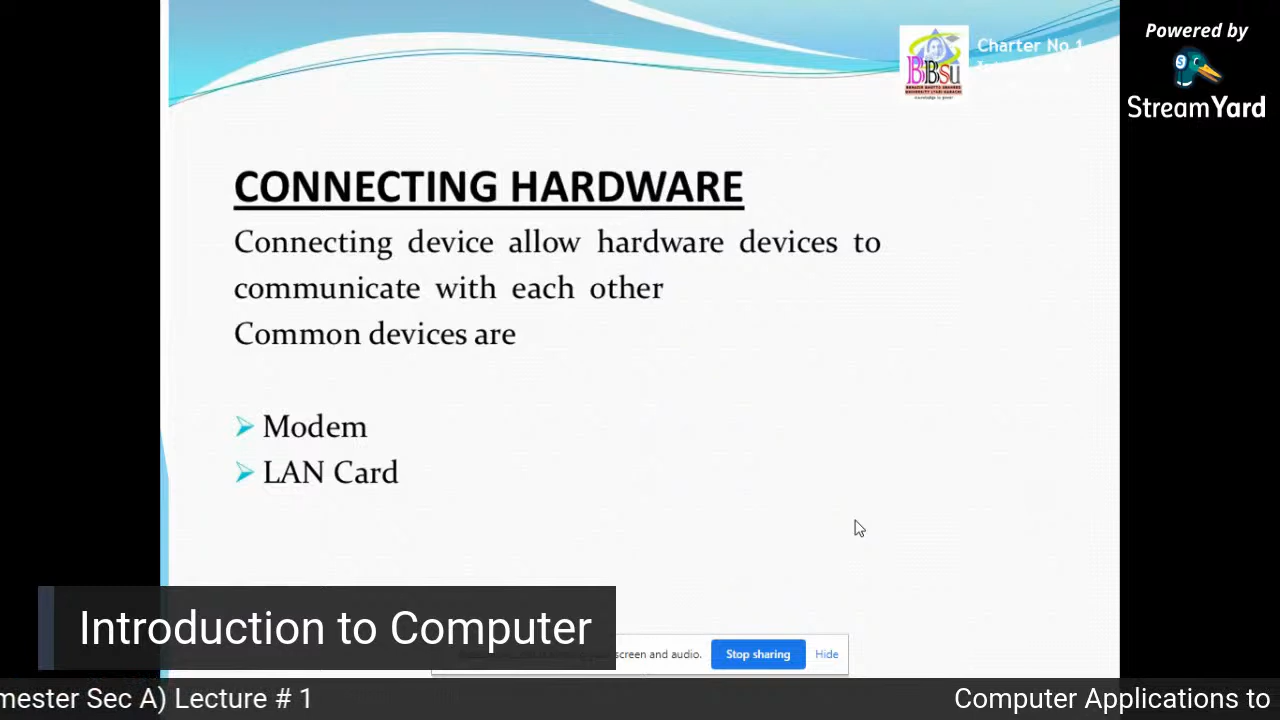 Powered by
StreamYard
Charter No.1
BBSU
CONNECTING HARDWARE
Connecting device allow hardware devices to
communicate with each other
Common devices are
Modem
LAN Card
Introduction to Computer
screen and audio.
Stop sharing
Hide
mester Sec A) Lecture # 1
Computer Applications to